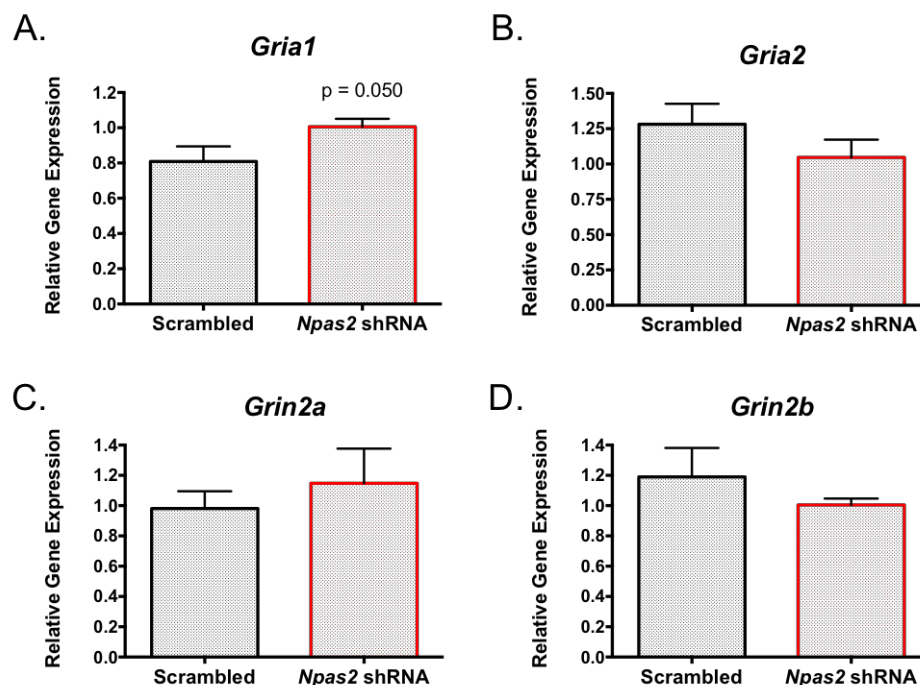 A.
Gria1
p = 0.050
Relative Gene Expression
1.2
1.0
0.8
0.6
0.4
0.2
0.0
Scrambled
Npas2 shRNA
B.
Gria2
Relative Gene Expression
1.50
1.25
1.00
0.75
0.50
0.25
0.00
Scrambled
Npas2 shRNA
C.
Grin2a
Relative Gene Expression
1.4
1.2
1.0
0.8
0.6
0.4
0.2
0.0
Scrambled
Npas2 shRNA
D.
Grin2b
Relative Gene Expression
1.4
1.2
1.0
0.8
0.6
0.4
0.2
0.0
Scrambled
Npas2 shRNA